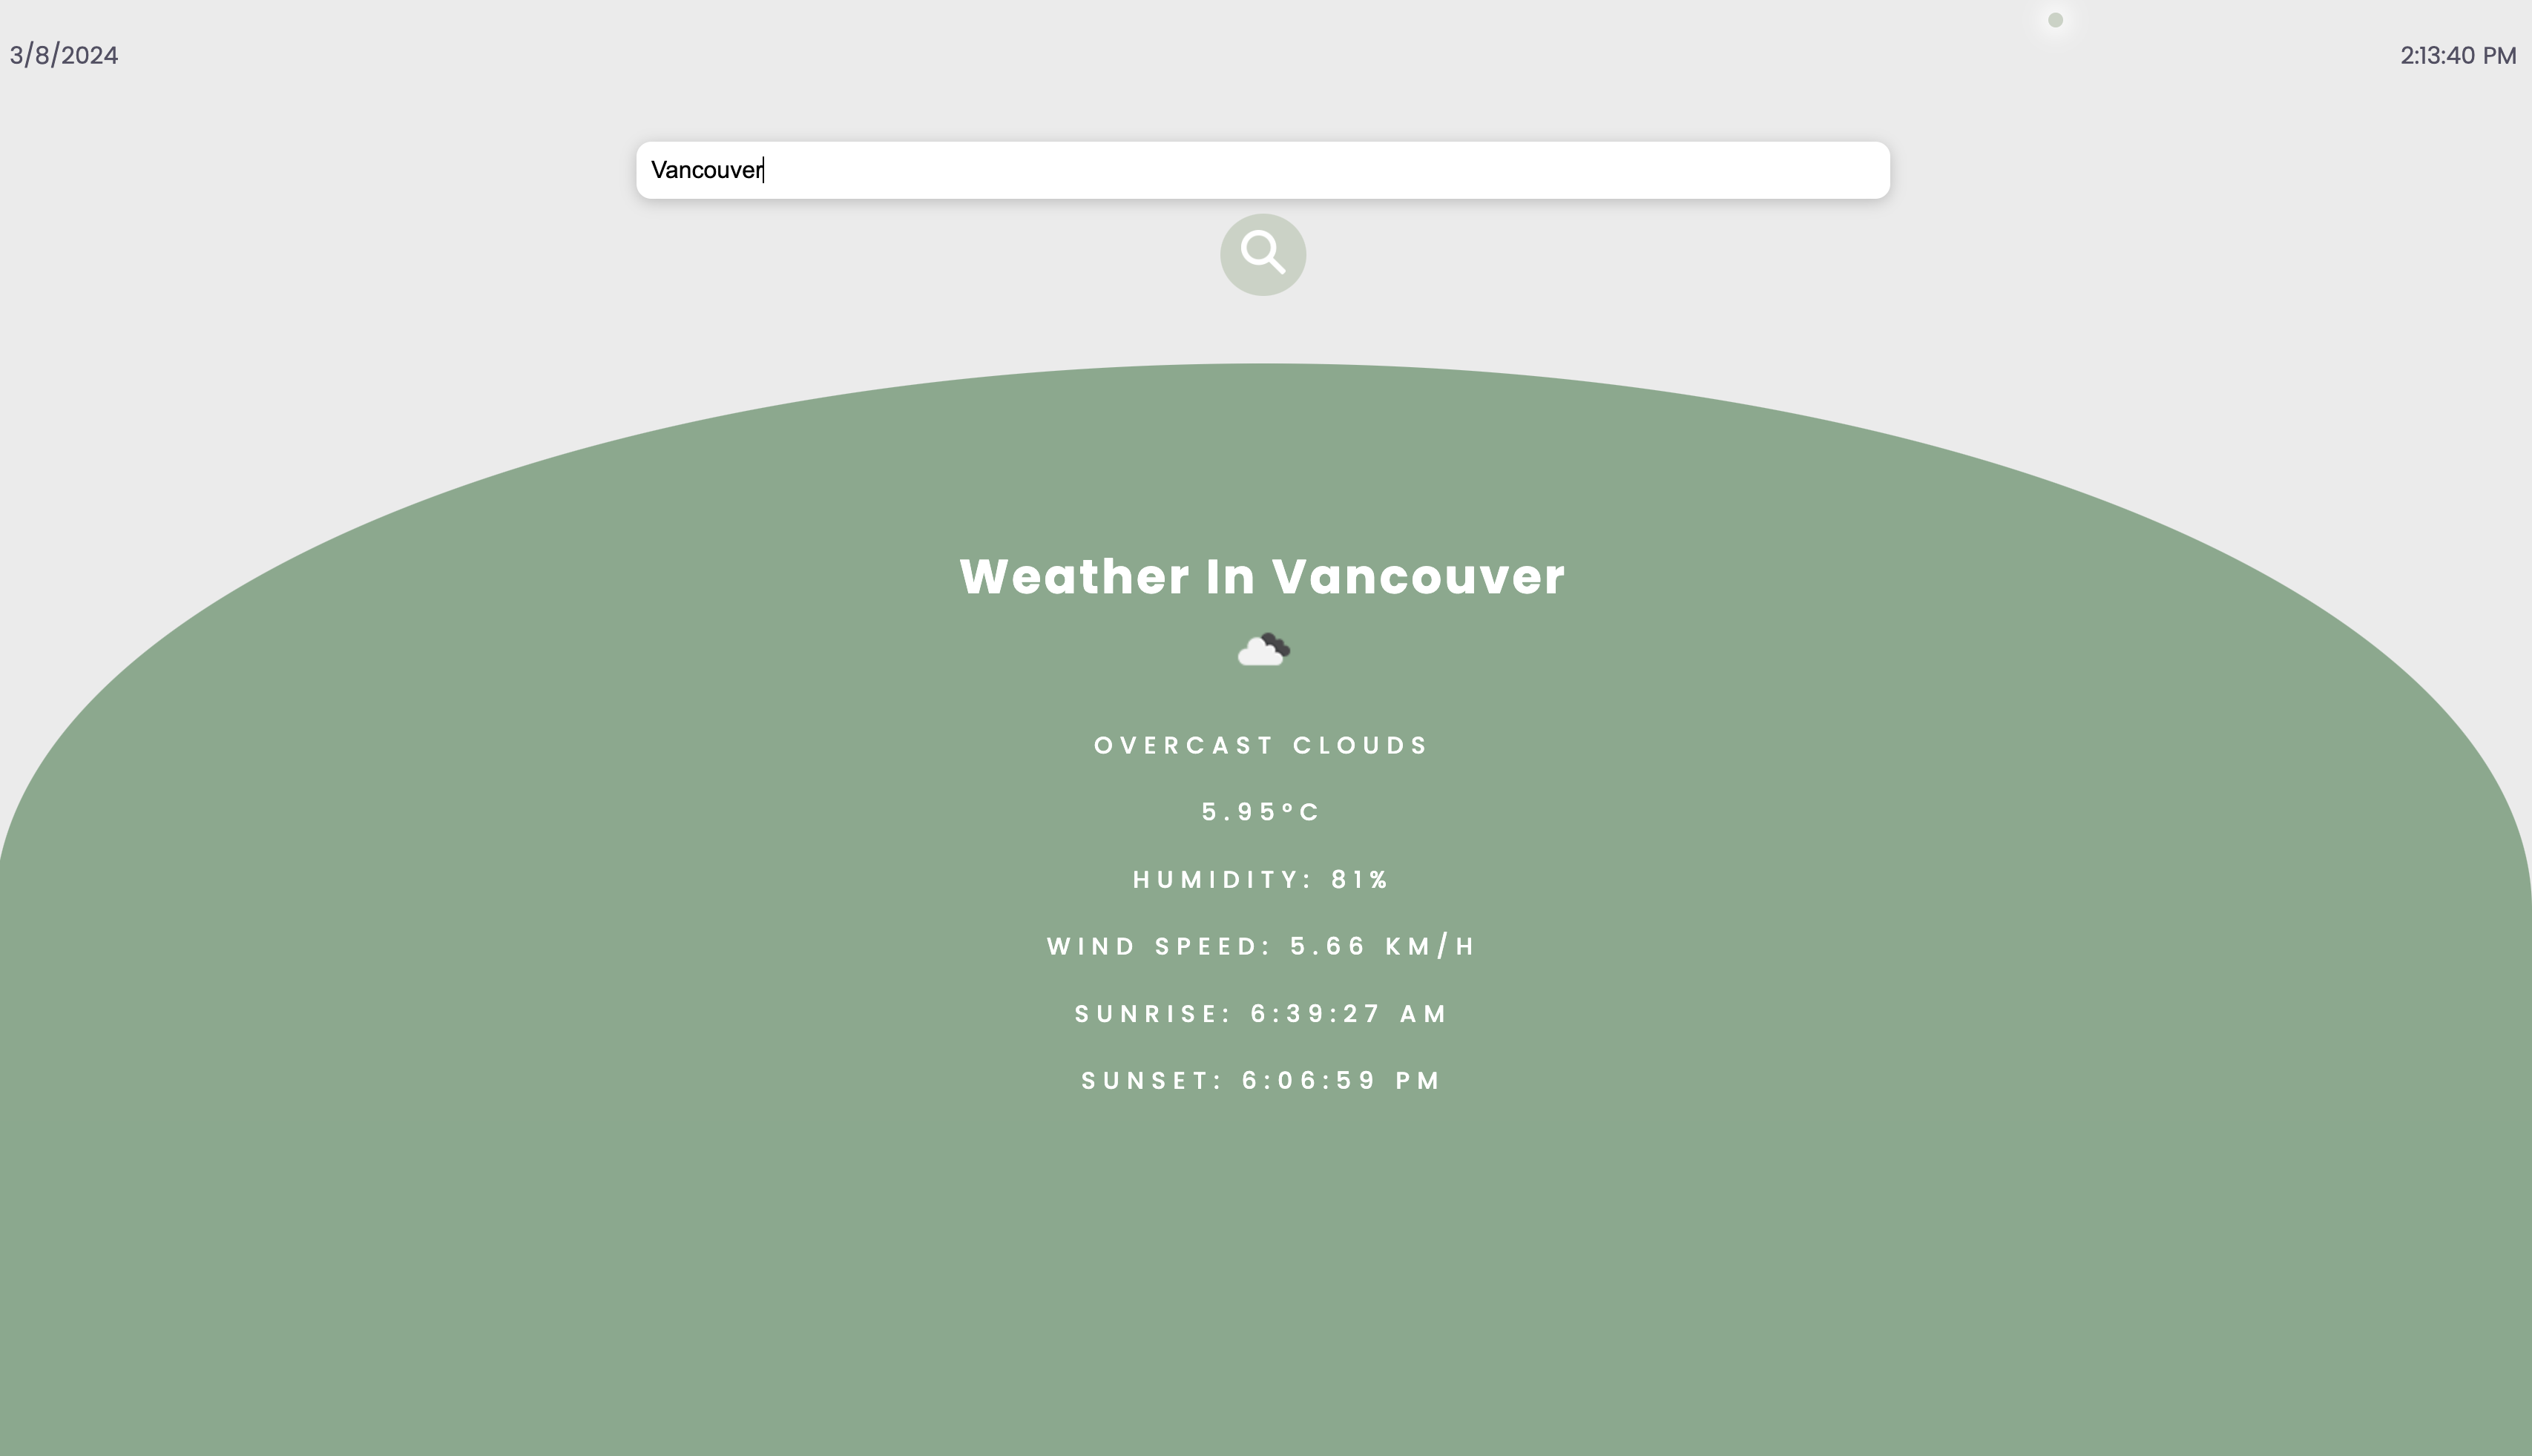 3/8/2024
2:13:40 PM
Vancouver
Weather In Vancouver
OVERCAST CLOUDS
5.95°C
HUMIDITY: 81%
WIND SPEED: 5.66 KM/H
SUNRISE: 6:39:27 AM
SUNSET: 6:06:59 PM